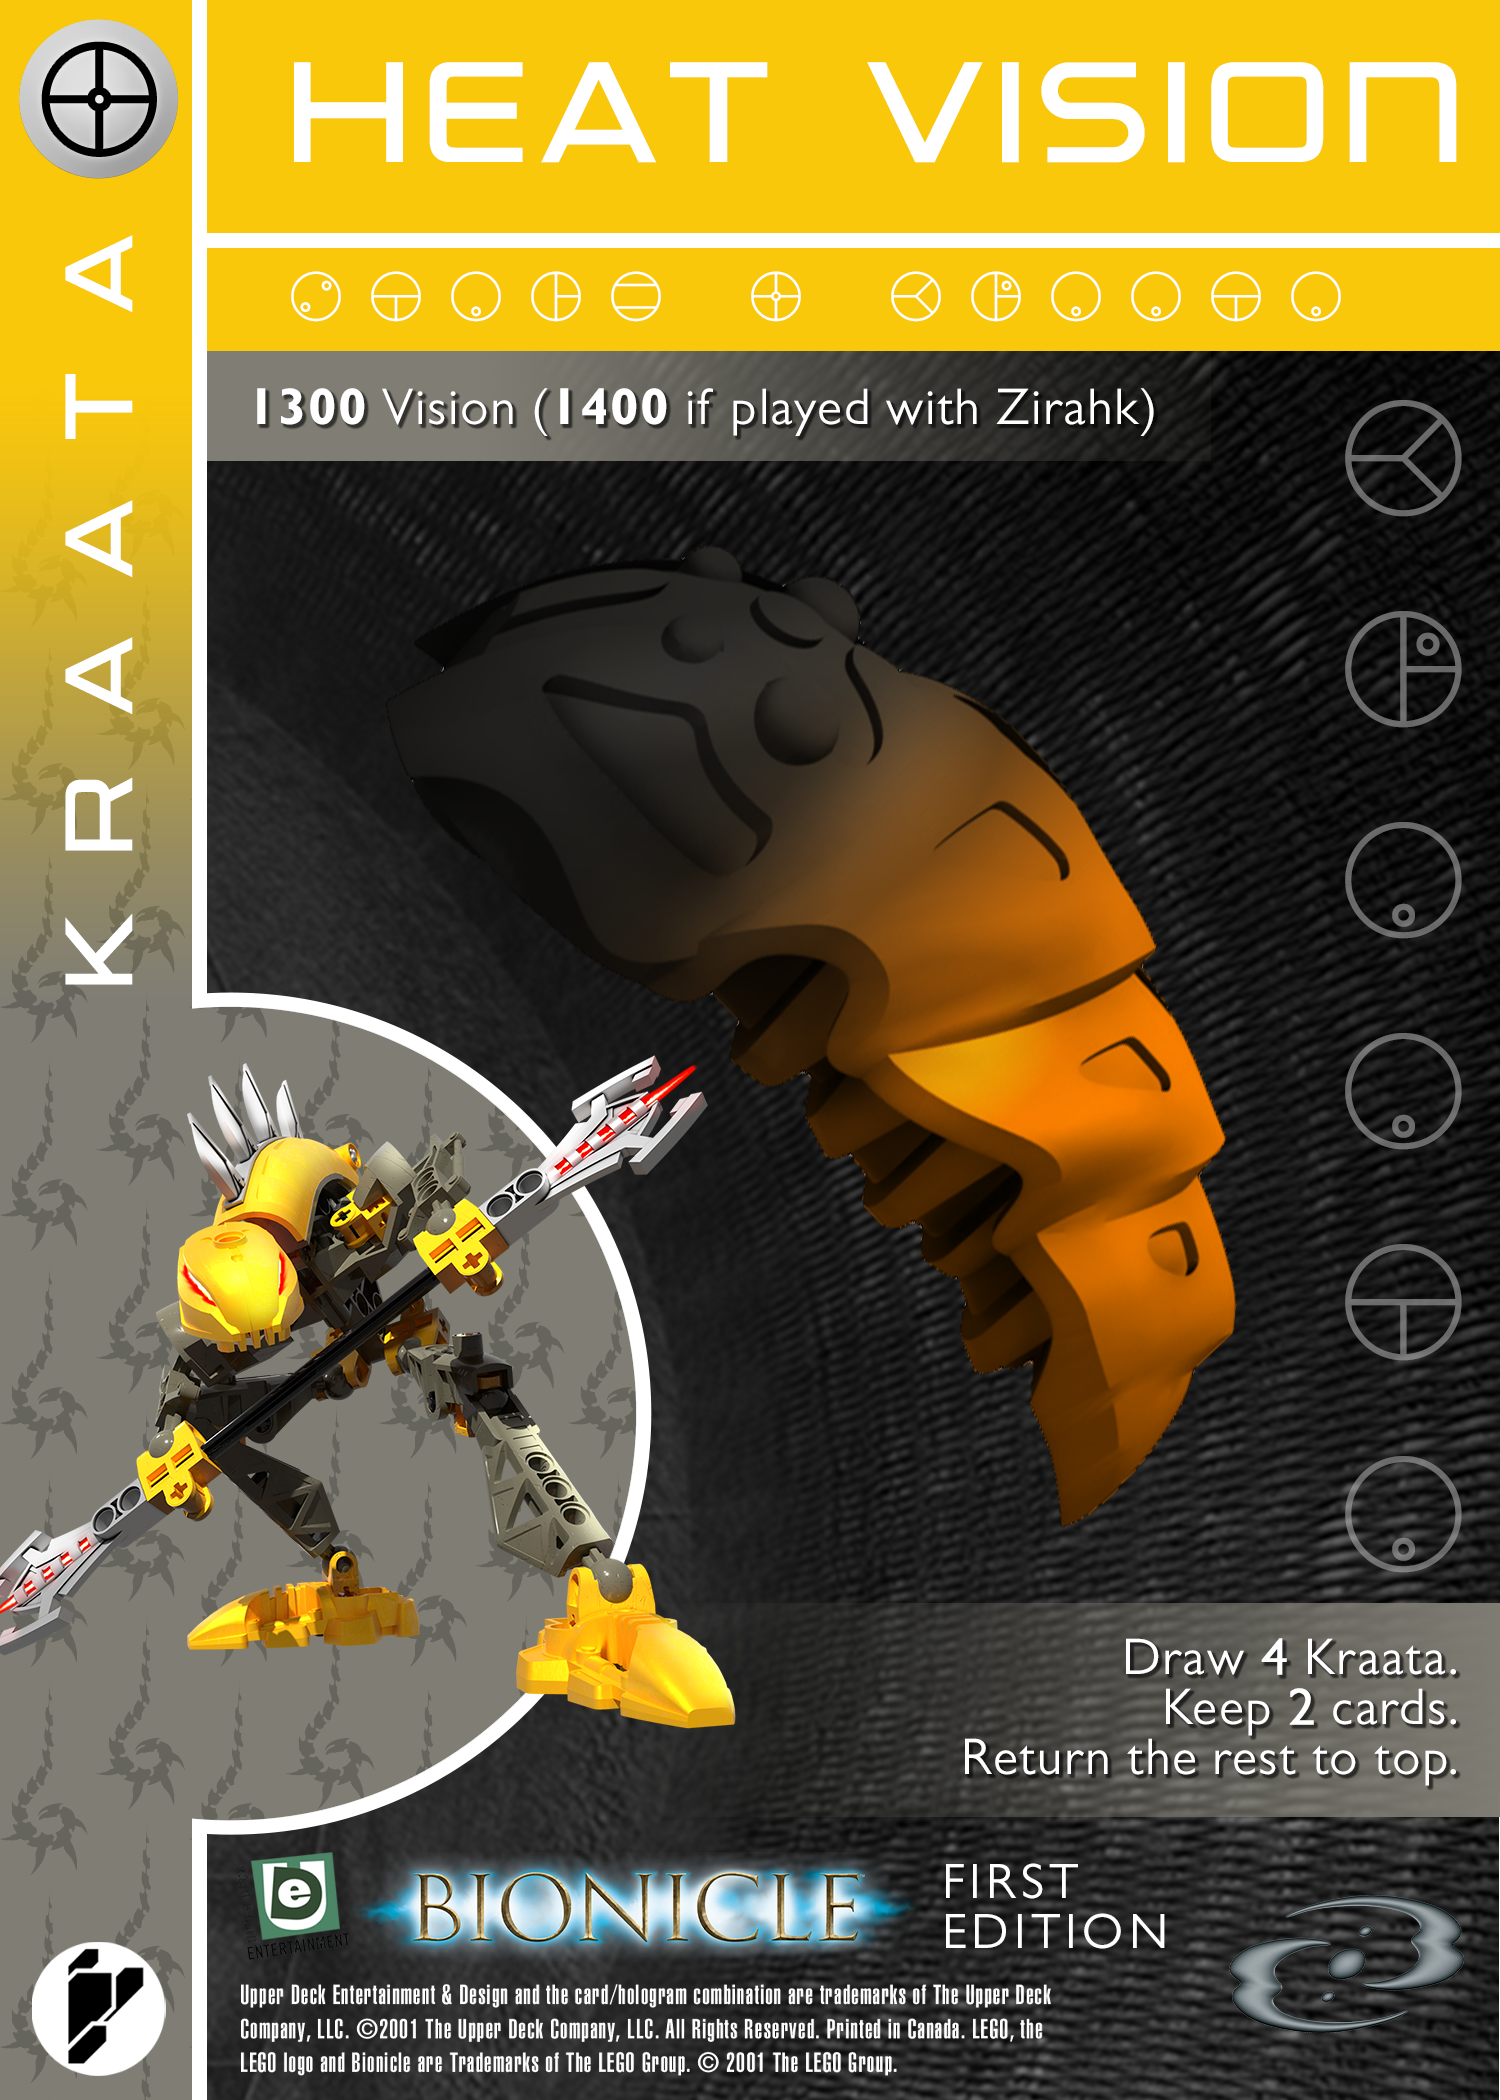 HEAT VISION
KRAATA
1300 Vision (1400 if played with Zirahk)
Draw 4 Kraata.
Keep 2 cards.
Return the rest to top.
e
ENTERTAINMENT
BIONICLE
FIRST
EDITION
Upper Deck Entertainment & Design and the card/hologram combination are trademarks of The Upper Deck
Company, LLC. ©2001 The Upper Deck Company, LLC. All Rights Reserved. Printed in Canada. LEGO, the
LEGO logo and Bionicle are Trademarks of The LEGO Group. © 2001 The LEGO Group.